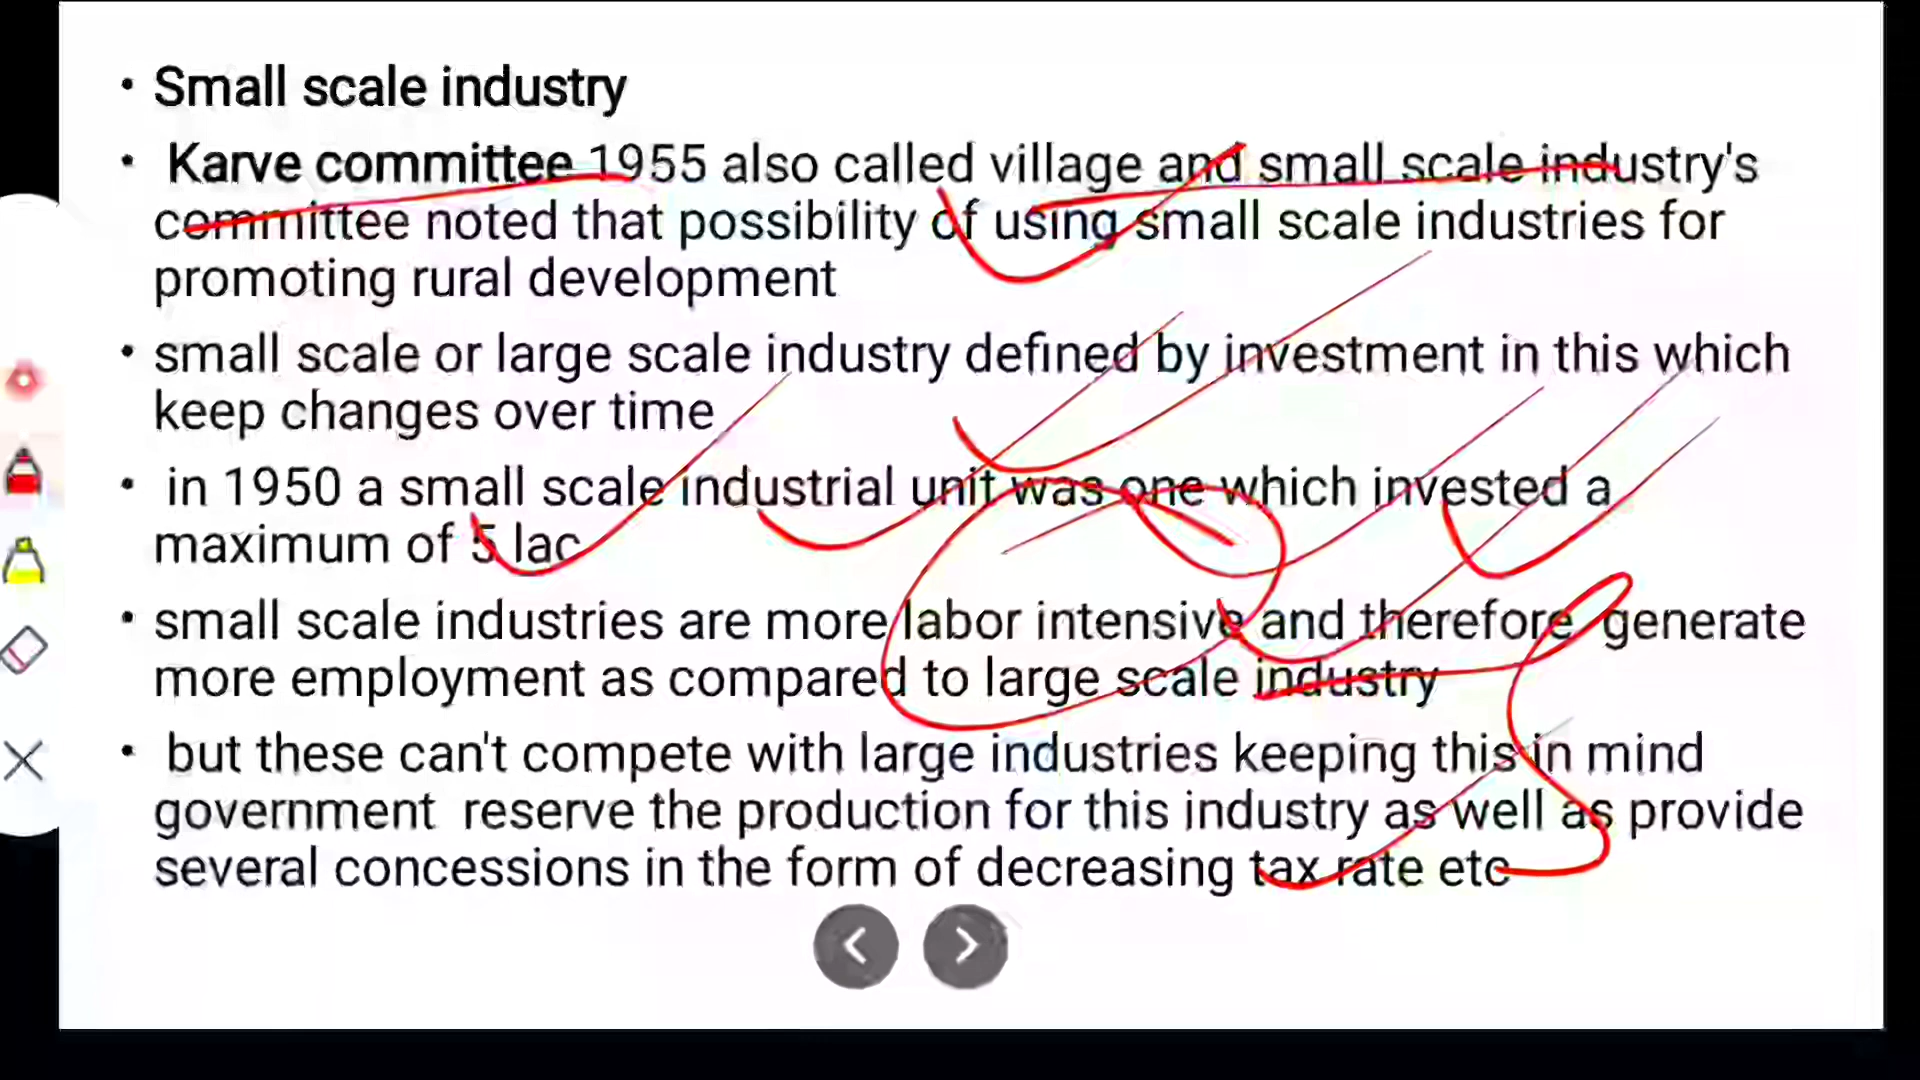 • Small scale industry
• Karve committee 1955 also called village and small scale industry's
committee noted that possibility of using small scale industries for
promoting rural development
• small scale or large scale industry defined by investment in this which
keep changes over time
• in 1950 a small scale industrial unit was one which invested a
maximum of 5 lac
• small scale industries are more labor intensive and therefore generate
more employment as compared to large scale industry
• but these can't compete with large industries keeping this in mind
government reserve the production for this industry as well as provide
several concessions in the form of decreasing tax rate etc